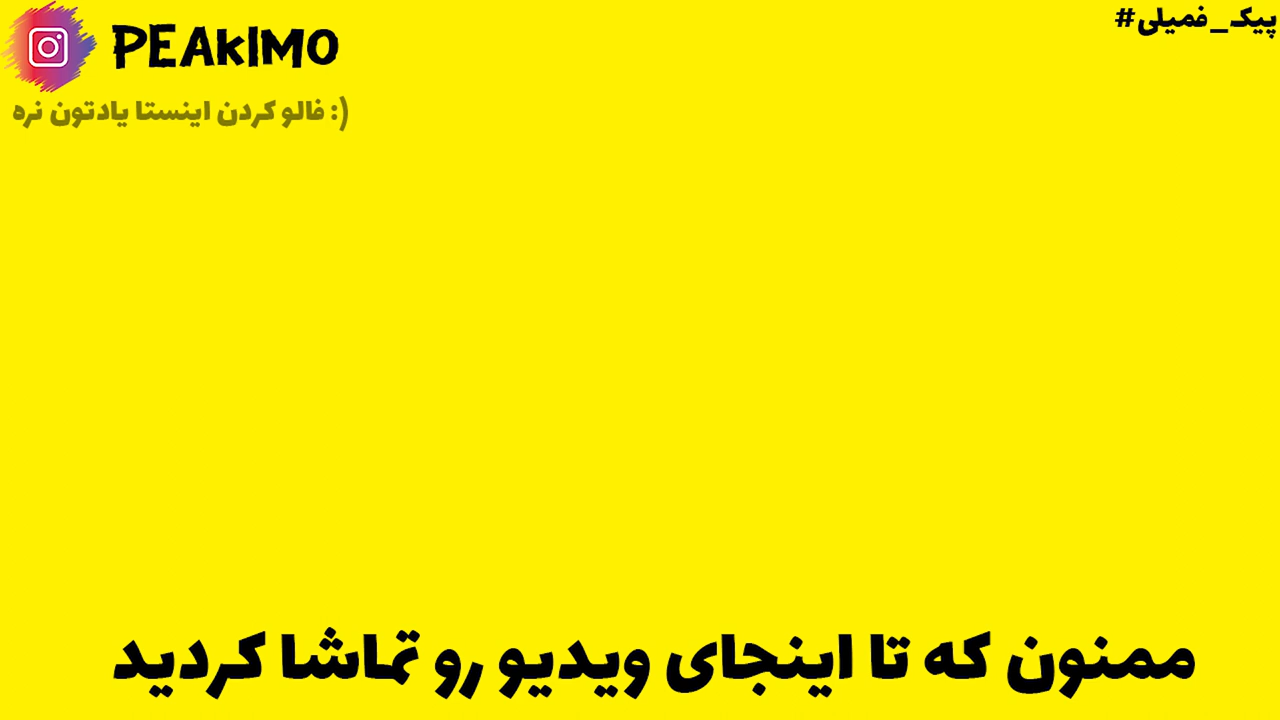 PEAKIMO
#پیک_فمیلی
فالو کردن اینستا یادتون نره :)
ممنون که تا اینجای ویدیو رو تماشا کردید